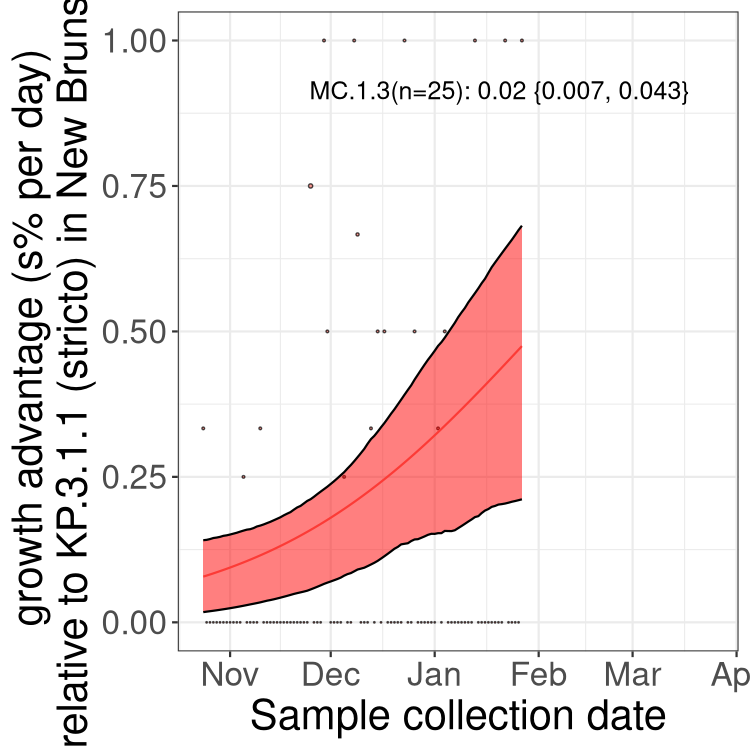 growth advantage (s% per day)
relative to KP.3.1.1 (stricto) in New Bruns
1.00
0.75
0.50
0.25
0.00
MC.1.3(n=25): 0.02 {0.007, 0.043}
Nov Dec Jan Feb Mar Ap
Sample collection date